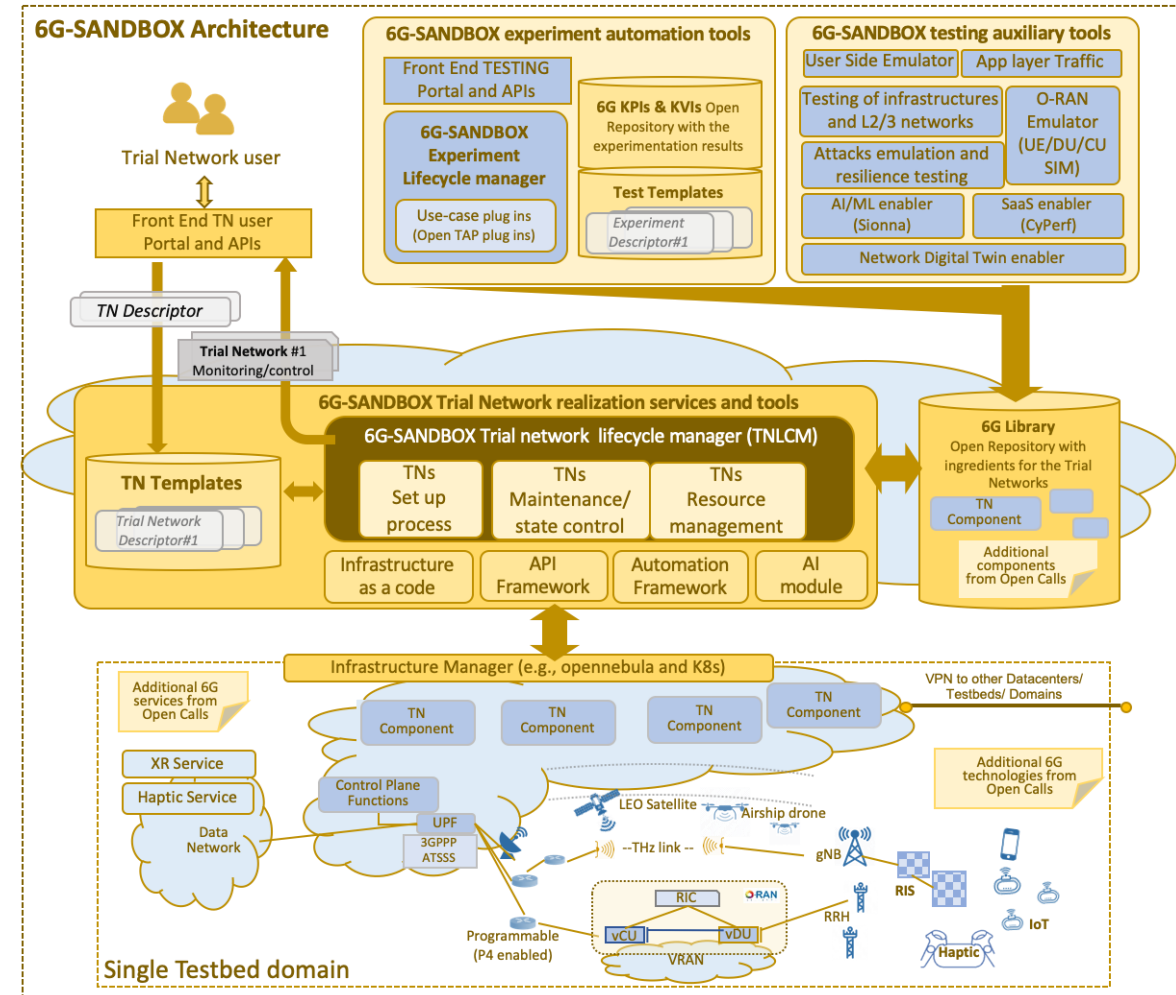 6G-SANDBOX Architecture
Trial Network user
Front End TN user
Portal and APIs
TN Descriptor
Trial Network #1
Monitoring/control
6G-SANDBOX experiment automation tools
Front End TESTING
Portal and APIs
6G-SANDBOX
Experiment
Lifecycle manager
Use-case plug ins
(Open TAP plug ins)
6G KPIs & KVIs Open
Repository with the
experimentation results
Test Templates
Experiment
Descriptor#1
6G-SANDBOX testing auxiliary tools
User Side Emulator
App layer Traffic
Testing of infrastructures
and L2/3 networks
O-RAN
Emulator
(UE/DU/CU
SIM)
Attacks emulation and
resilience testing
AI/ML enabler
(Sionna)
SaaS enabler
(CyPerf)
Network Digital Twin enabler
6G-SANDBOX Trial Network realization services and tools
6G-SANDBOX Trial network lifecycle manager (TNLCM)
TNs
Set up
process
TNs
Maintenance/
state control
TNs
Resource
management
TN Templates
Trial Network
Descriptor#1
Infrastructure
as a code
API
Framework
Automation
Framework
AI
module
6G Library
Open Repository with
ingredients for the Trial
Networks
TN
Component
Additional
components
from Open Calls
Infrastructure Manager (e.g., opennebula and K8s)
VPN to other Datacenters/
Testbeds/ Domains
Additional 6G
services from
Open Calls
TN
Component
TN
Component
TN
Component
TN
Component
XR Service
Haptic Service
Data
Network
Control Plane
Functions
UPF
3GPPP
ATSSS
LEO Satellite
Airship drone
--THz link --
gNB
RIS
Additional 6G
technologies from
Open Calls
RIC
O-RAN
vCU
vDU
VRAN
RRH
IoT
Haptic
Programmable
(P4 enabled)
Single Testbed domain